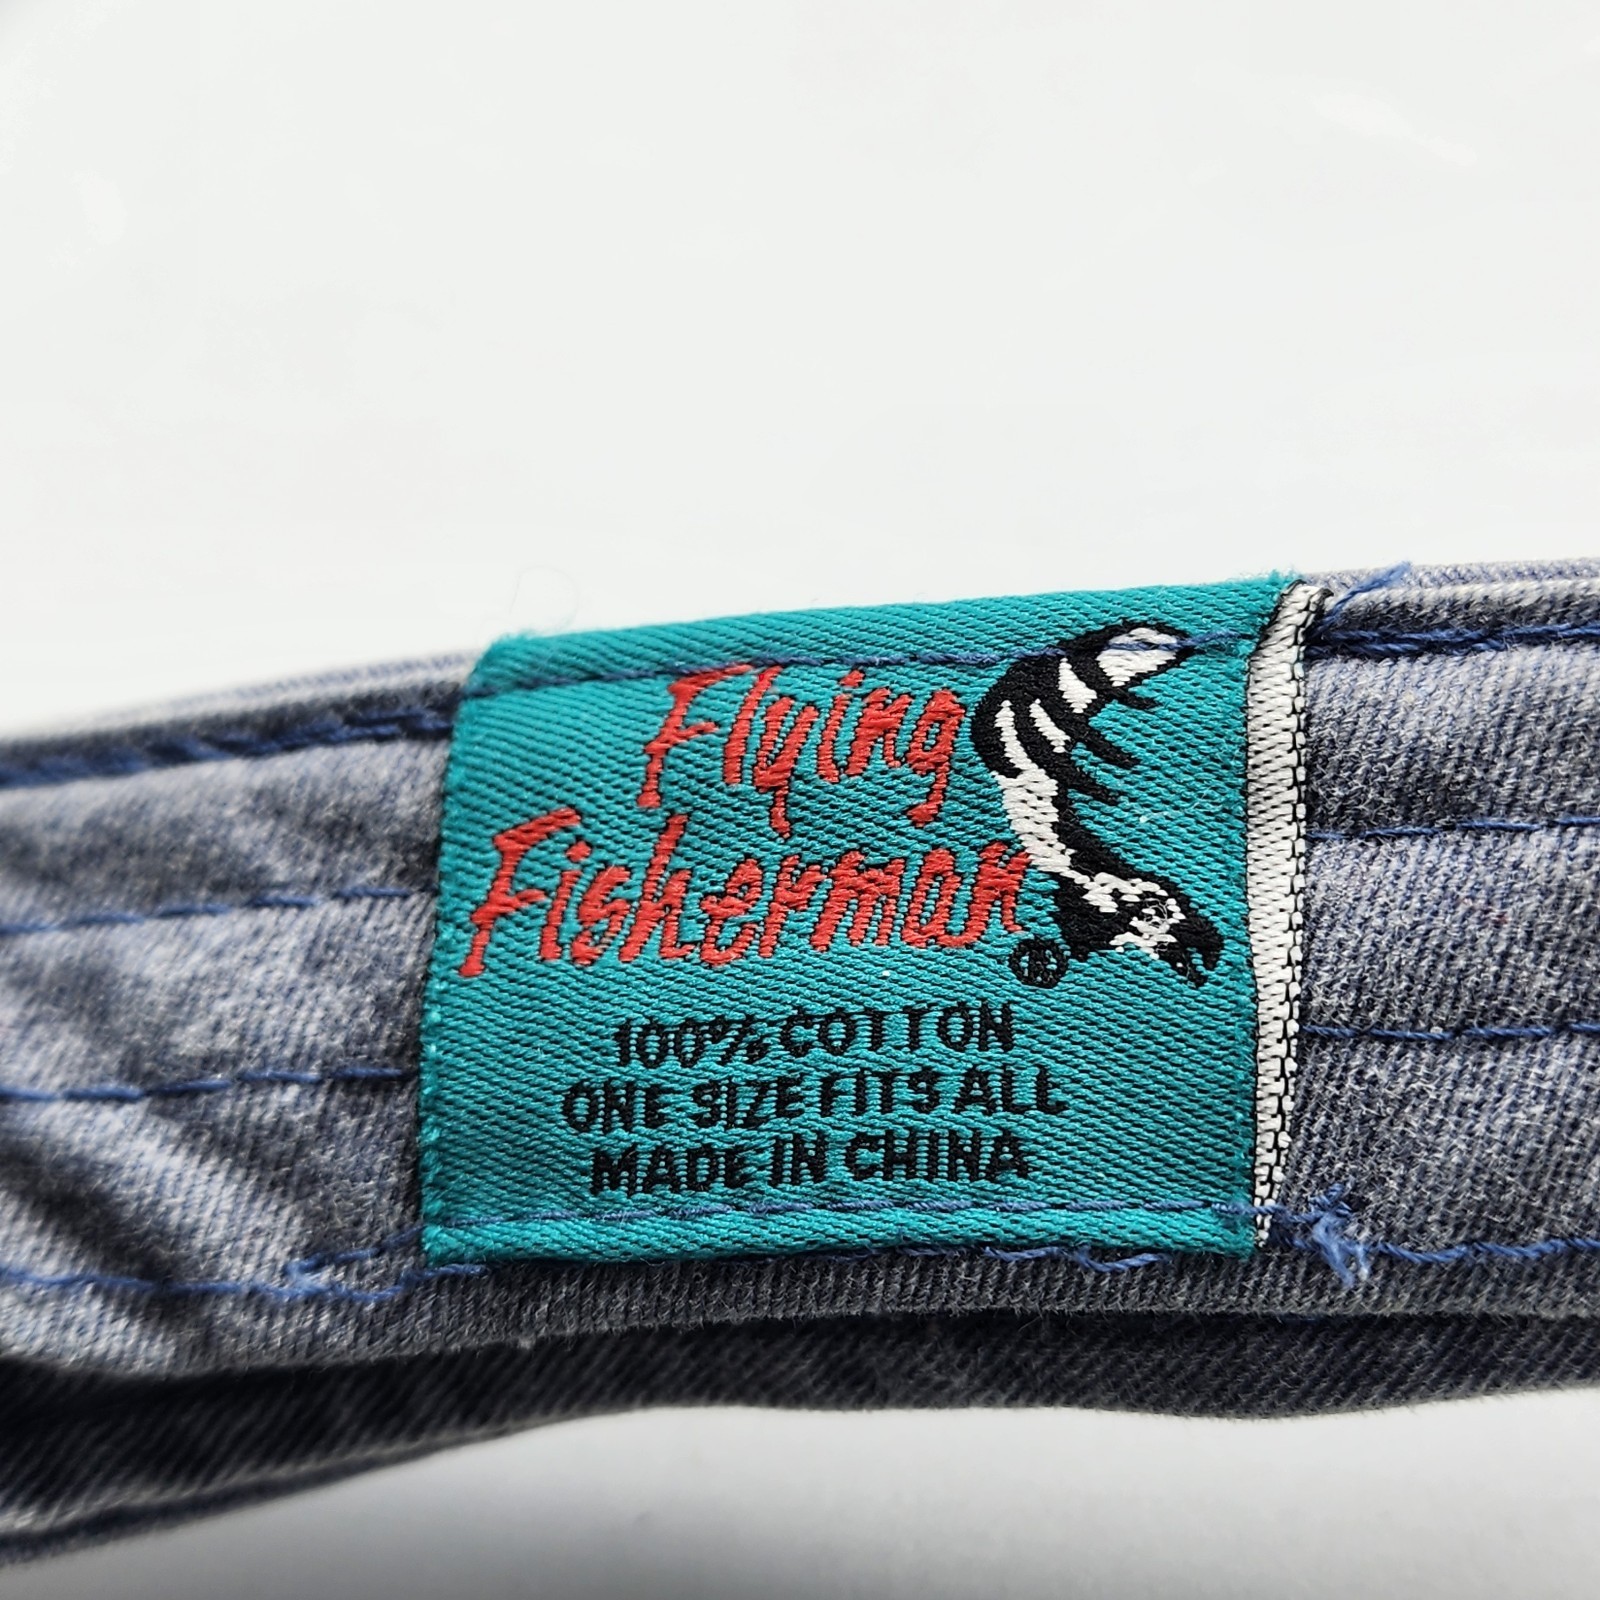 Flying
Fisherman
®
100% COTTON
ONE SIZE FITS ALL
MADE IN CHINA